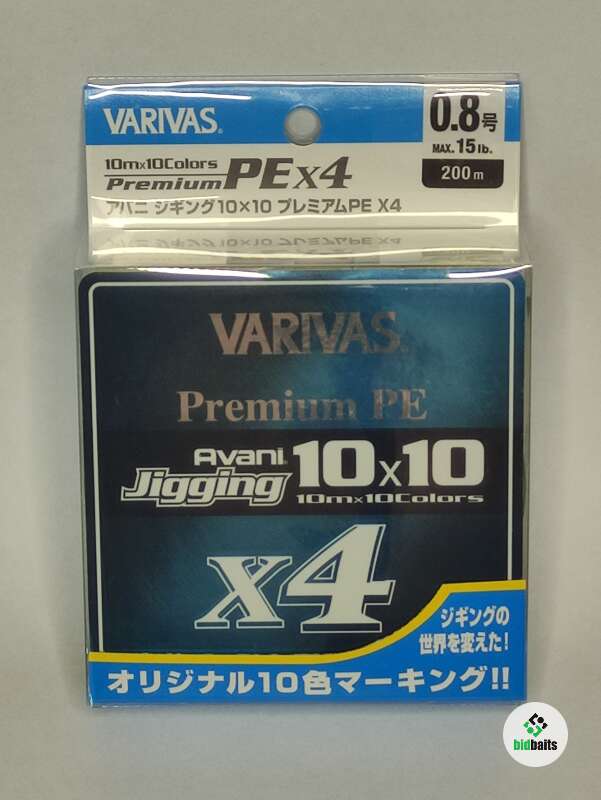 VARIVAS®
0.8号
MAX. 15lb.
200m
10m×10Colors
Premium PE X4
アバニ ジギング10×10 プレミアムPE X4
VARIVAS®
Premium PE
Avani
Jigging 10×10
10m×10Colors
X4
ジギングの
世界を変えた!
オリジナル10色マーキング!!
bidbaits